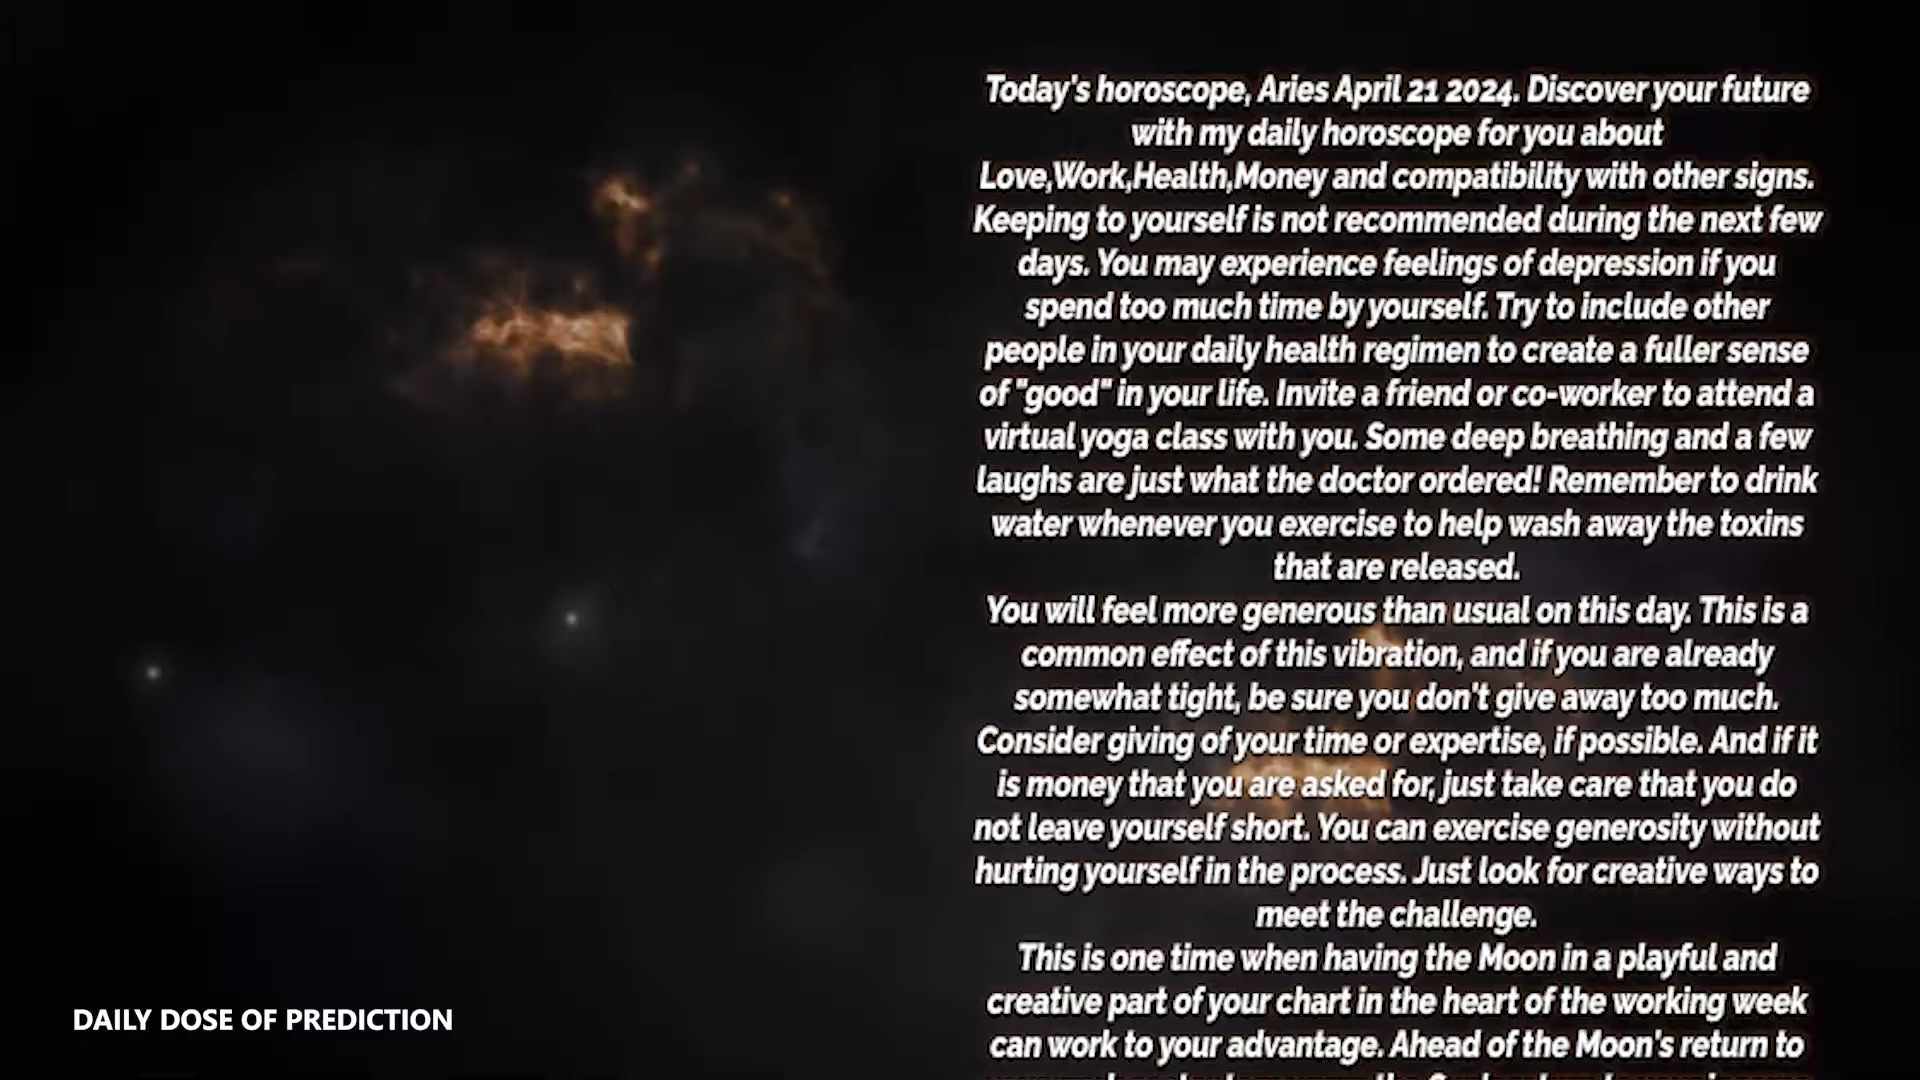 Today's horoscope, Aries April 21 2024. Discover your future
with my daily horoscope for you about
Love,Work,Health,Money and compatibility with other signs.
Keeping to yourself is not recommended during the next few
days. You may experience feelings of depression if you
spend too much time by yourself. Try to include other
people in your daily health regimen to create a fuller sense
of "good" in your life. Invite a friend or co-worker to attend a
virtual yoga class with you. Some deep breathing and a few
laughs are just what the doctor ordered! Remember to drink
water whenever you exercise to help wash away the toxins
that are released.
You will feel more generous than usual on this day. This is a
common effect of this vibration, and if you are already
somewhat tight, be sure you don't give away too much.
Consider giving of your time or expertise, if possible. And if it
is money that you are asked for, just take care that you do
not leave yourself short. You can exercise generosity without
hurting yourself in the process. Just look for creative ways to
meet the challenge.
This is one time when having the Moon in a playful and
creative part of your chart in the heart of the working week
can work to your advantage. Ahead of the Moon's return to
DAILY DOSE OF PREDICTION